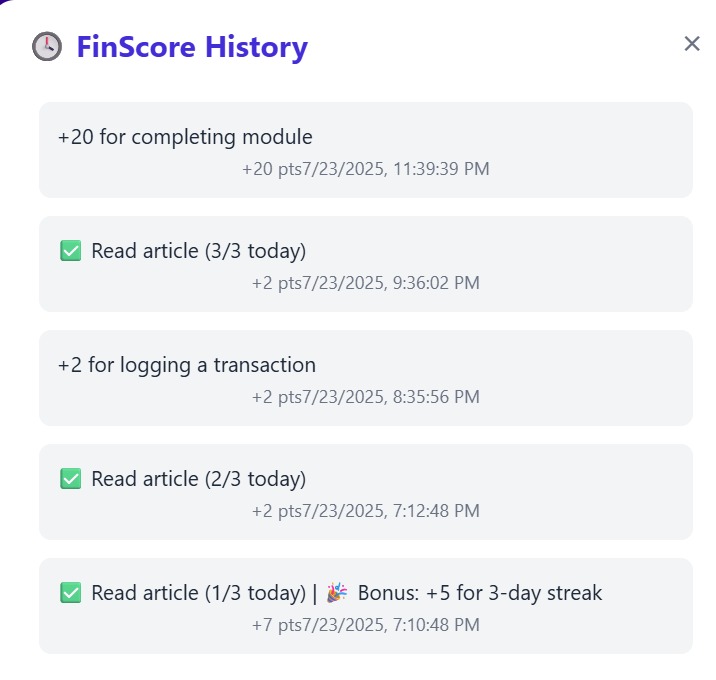 🕓 FinScore History ✕
+20 for completing module
+20 pts7/23/2025, 11:39:39 PM
✅ Read article (3/3 today)
+2 pts7/23/2025, 9:36:02 PM
+2 for logging a transaction
+2 pts7/23/2025, 8:35:56 PM
✅ Read article (2/3 today)
+2 pts7/23/2025, 7:12:48 PM
✅ Read article (1/3 today) | 🎉 Bonus: +5 for 3-day streak
+7 pts7/23/2025, 7:10:48 PM